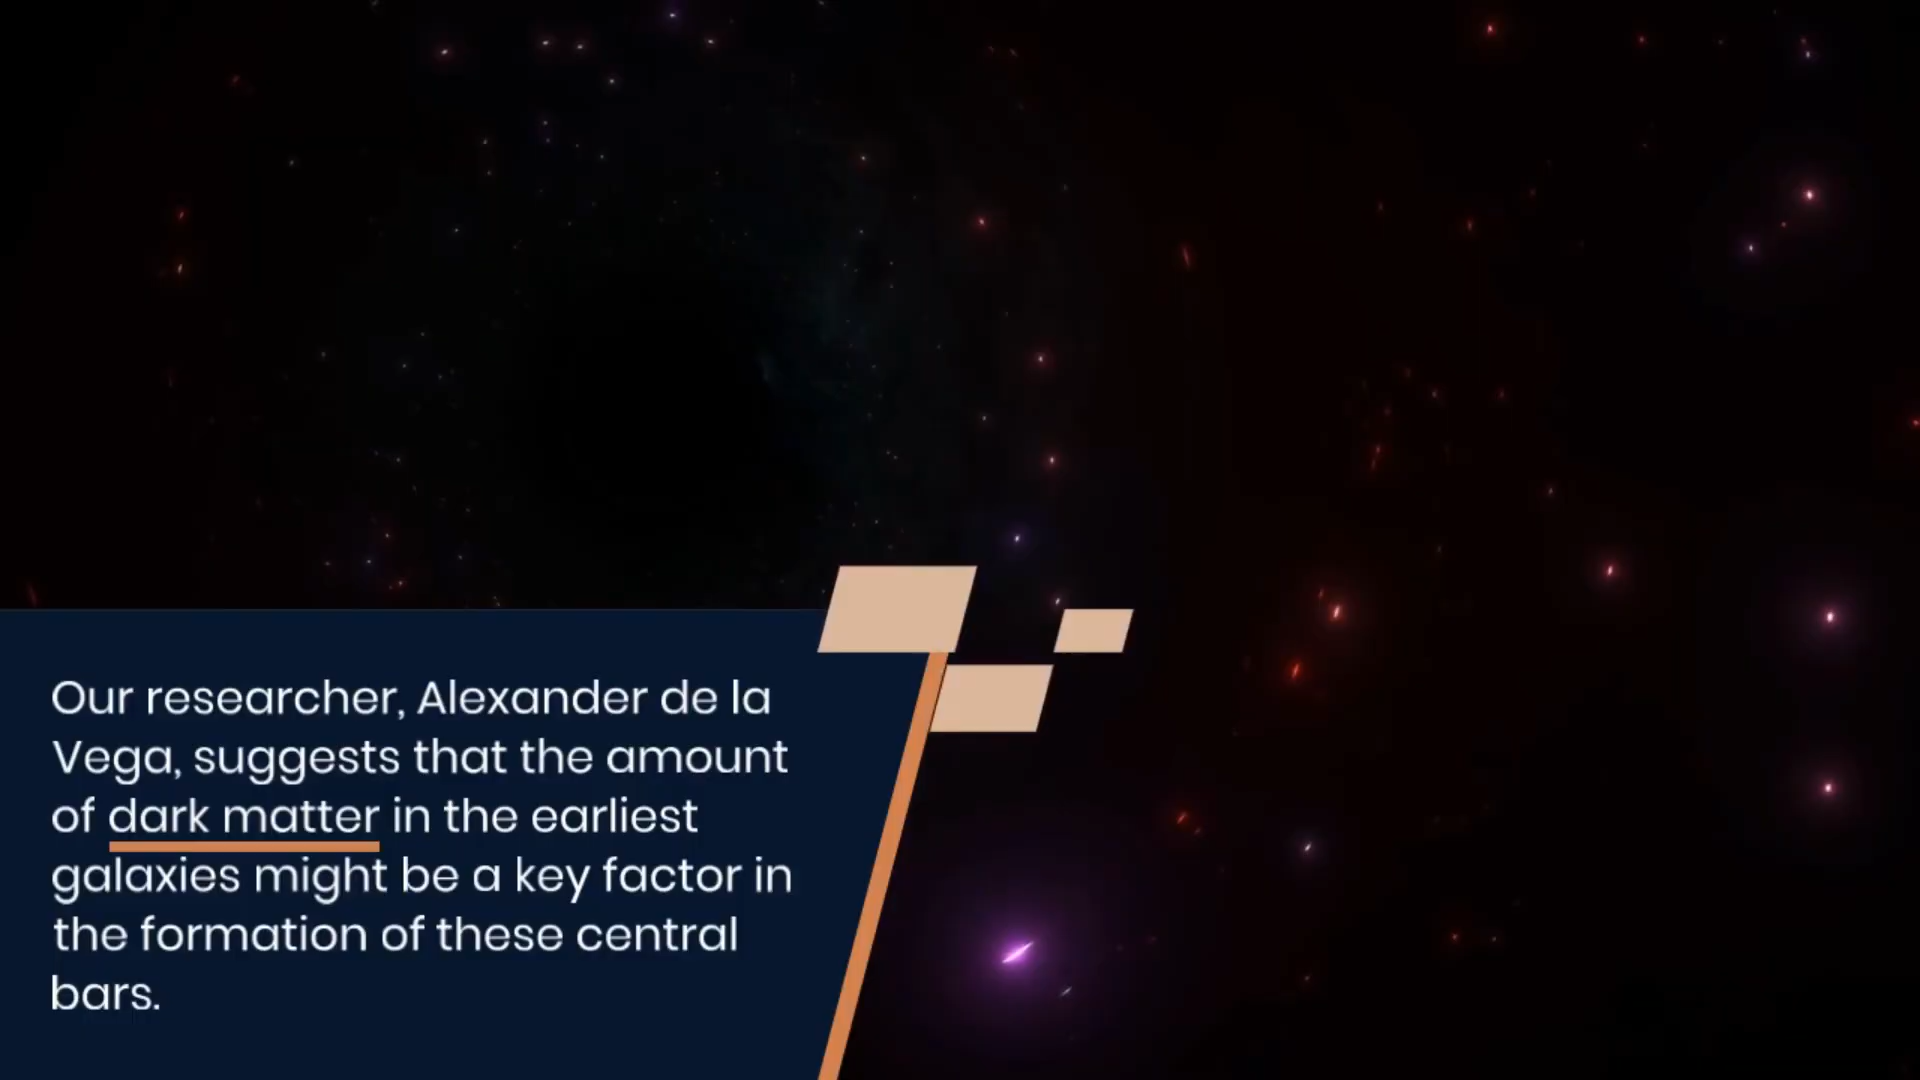 Our researcher, Alexander de la
Vega, suggests that the amount
of dark matter in the earliest
galaxies might be a key factor in
the formation of these central
bars.